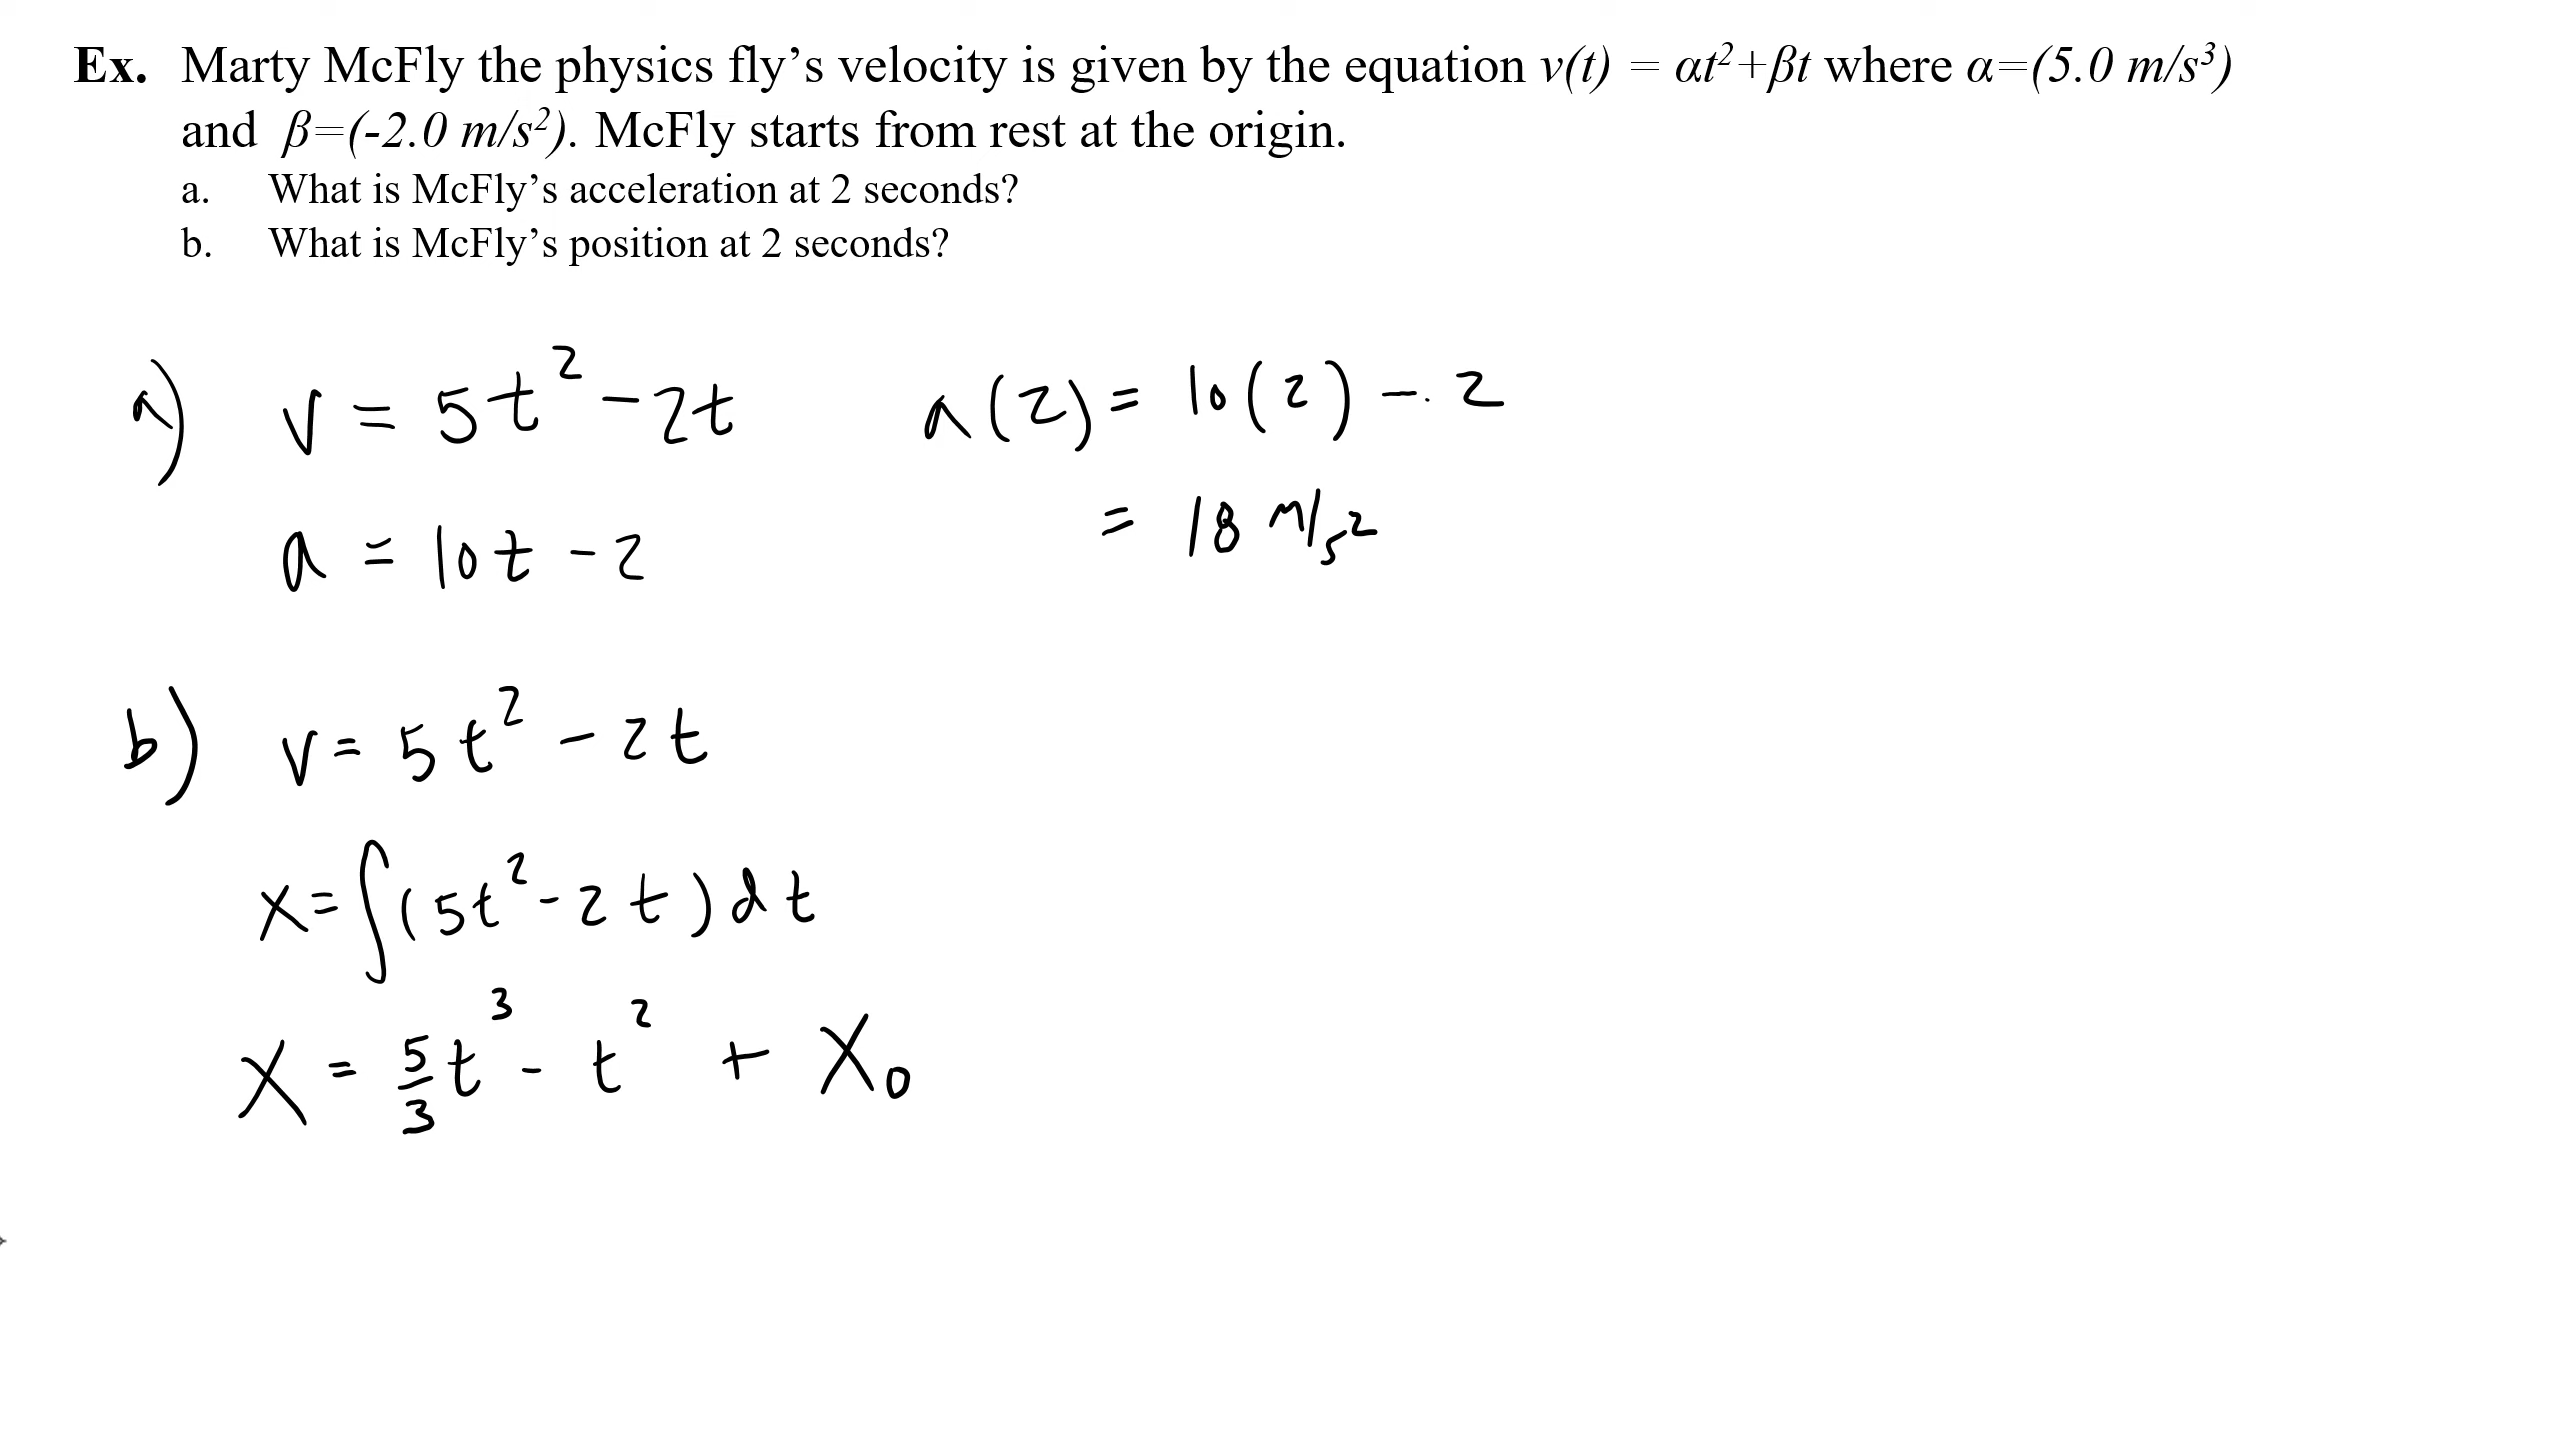 Ex. Marty McFly the physics fly’s velocity is given by the equation v(t) = αt²+βt where α=(5.0 m/s³)
and β=(-2.0 m/s²). McFly starts from rest at the origin.
a. What is McFly’s acceleration at 2 seconds?
b. What is McFly’s position at 2 seconds?
a) v = 5t² - 2t
a = 10t - 2
a(2) = 10(2) - 2
= 18 m/s²
b) v = 5t² - 2t
x = ∫(5t² - 2t)dt
x = 5/3 t³ - t² + x₀